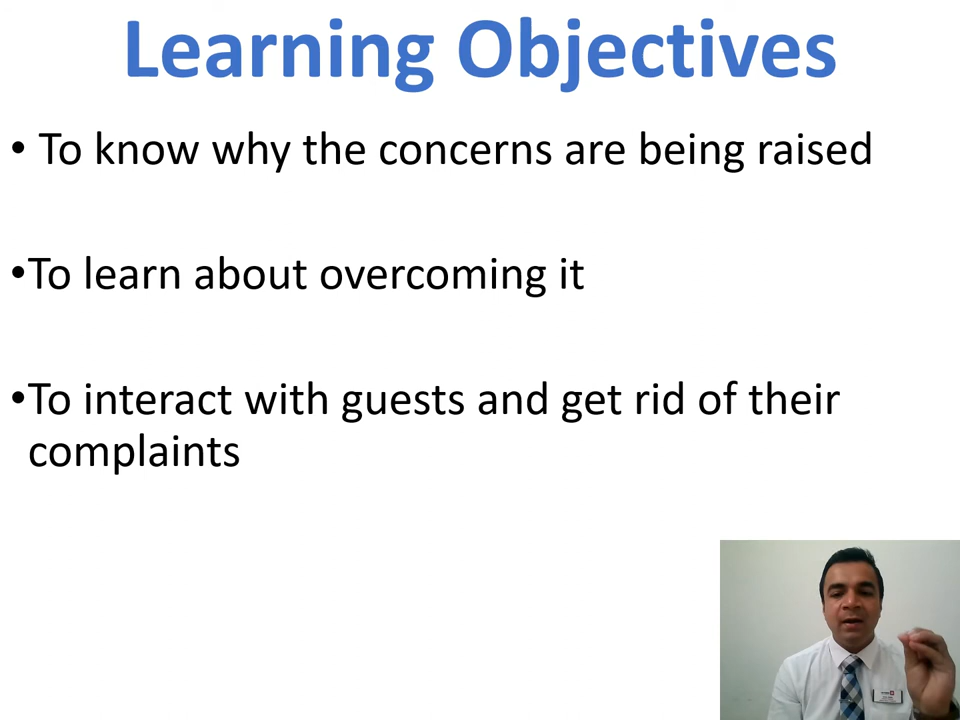 Learning Objectives
• To know why the concerns are being raised
•To learn about overcoming it
•To interact with guests and get rid of their
complaints